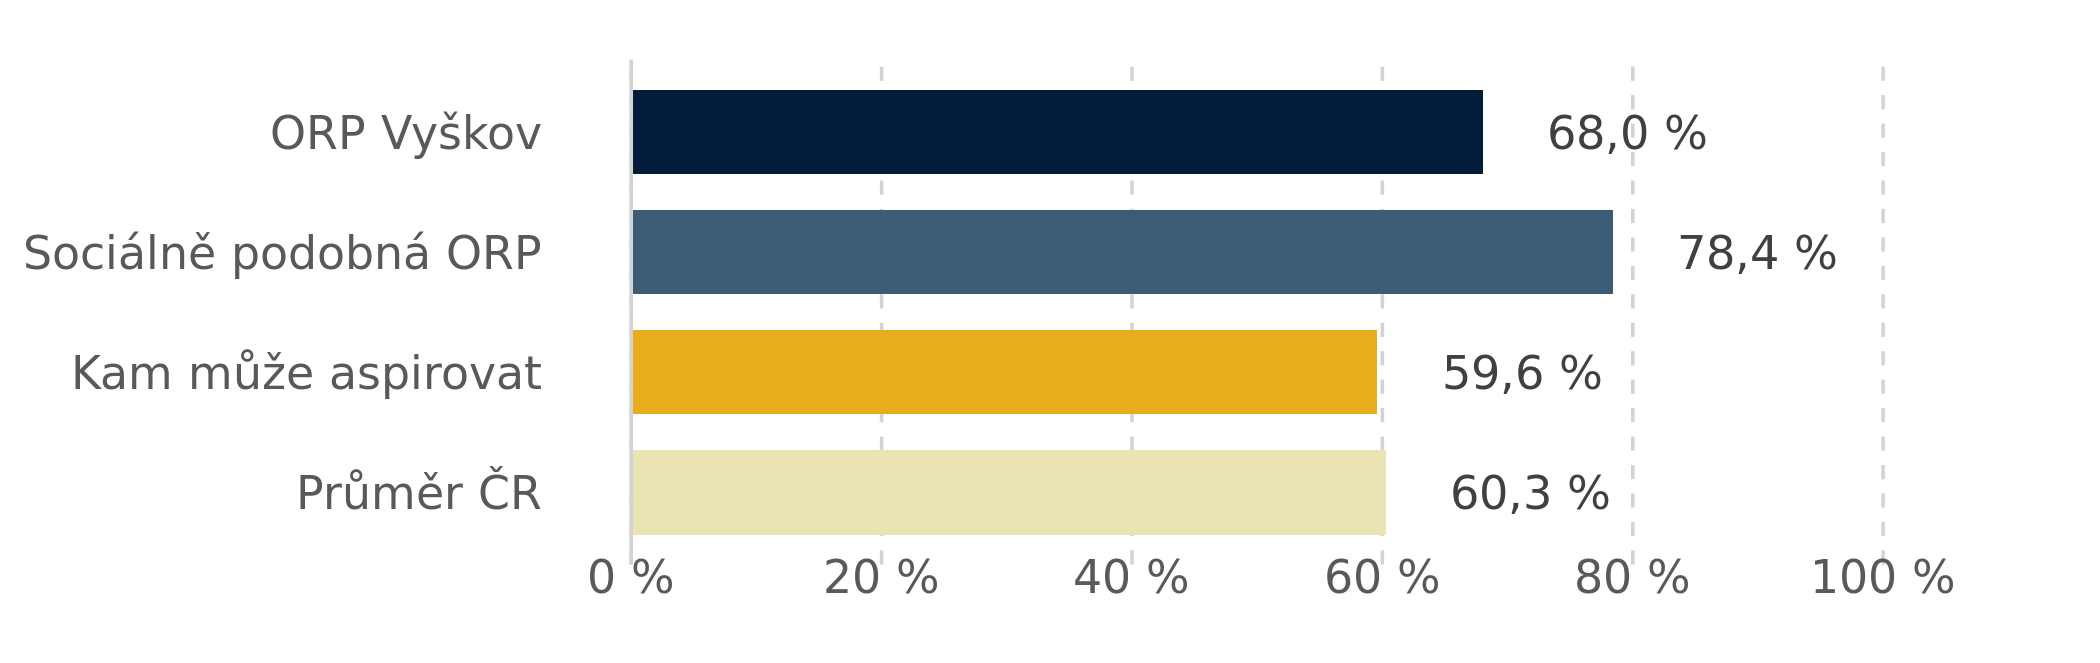 ORP Vyškov 68,0 %
Sociálně podobná ORP 78,4 %
Kam může aspirovat 59,6 %
Průměr ČR 60,3 %
0 % 20 % 40 % 60 % 80 % 100 %